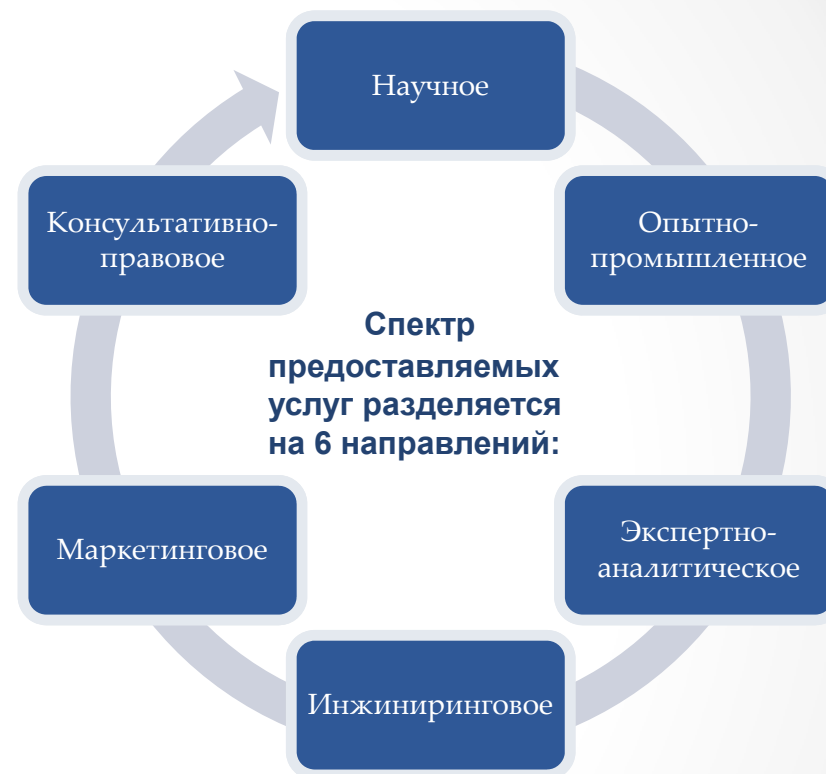 Научное
Опытно-
промышленное
Экспертно-
аналитическое
Инжиниринговое
Маркетинговое
Консультативно-
правовое
Спектр
предоставляемых
услуг разделяется
на 6 направлений: